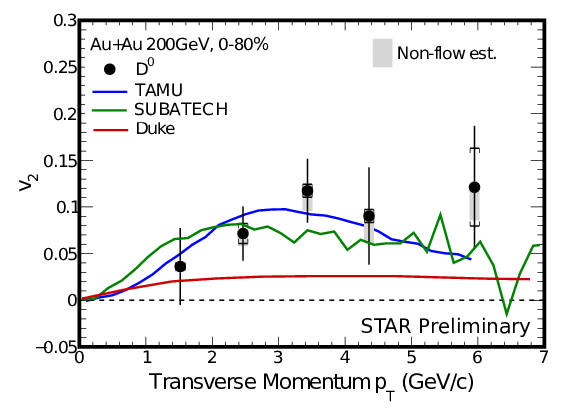 0.3
0.25
0.2
0.15
0.1
0.05
0
−0.05
v2
Au+Au 200GeV, 0-80%
D0
TAMU
SUBATECH
Duke
Non-flow est.
STAR Preliminary
0 1 2 3 4 5 6 7
Transverse Momentum pT (GeV/c)